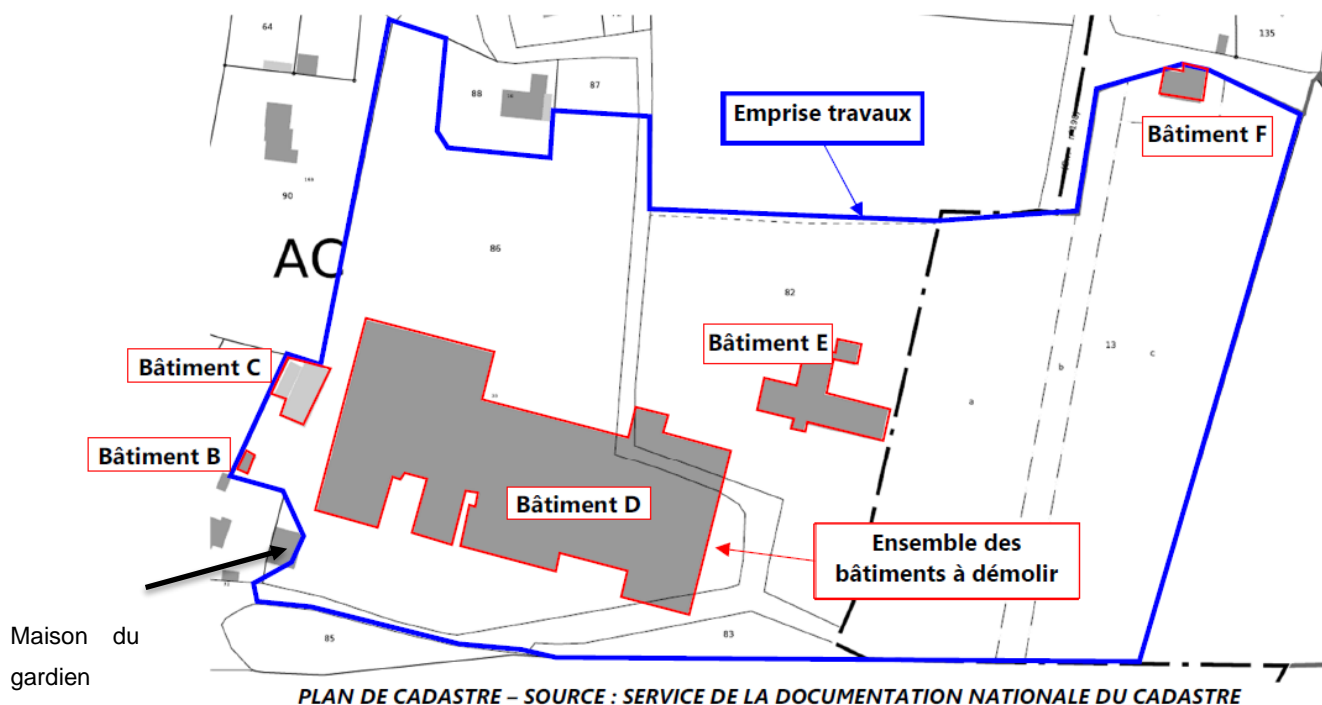 64
135
88
87
Emprise travaux
Bâtiment F
90
AC
86
82
Bâtiment E
13
c
b
a
Bâtiment C
Bâtiment B
Bâtiment D
Ensemble des
bâtiments à démolir
85
83
Maison du
gardien
PLAN DE CADASTRE – SOURCE : SERVICE DE LA DOCUMENTATION NATIONALE DU CADASTRE